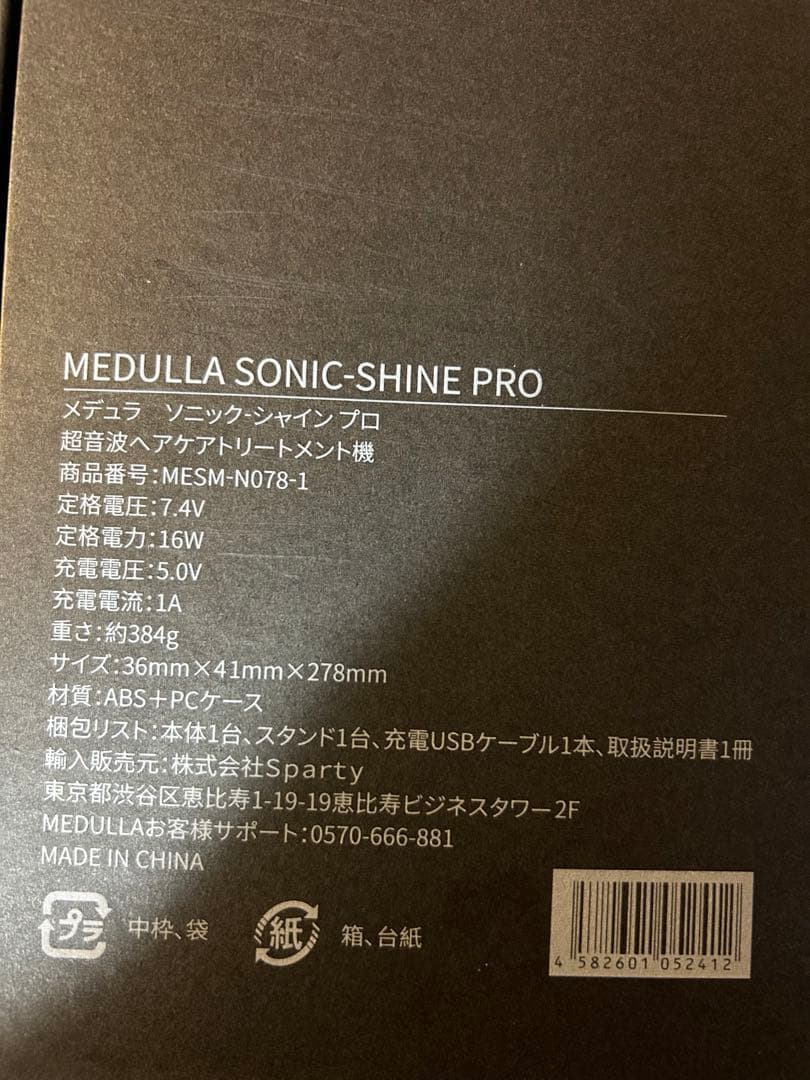 MEDULLA SONIC-SHINE PRO
メデュラ　ソニック-シャイン プロ
超音波ヘアケアトリートメント機
商品番号:MESM-N078-1
定格電圧:7.4V
定格電力:16W
充電電圧:5.0V
充電電流:1A
重さ:約384g
サイズ:36mm×41mm×278mm
材質:ABS+PCケース
梱包リスト:本体1台、スタンド1台、充電USBケーブル1本、取扱説明書1冊
輸入販売元:株式会社Sparty
東京都渋谷区恵比寿1-19-19恵比寿ビジネスタワー2F
MEDULLAお客様サポート:0570-666-881
MADE IN CHINA
プラ 中枠、袋 紙 箱、台紙
4 582601 052412